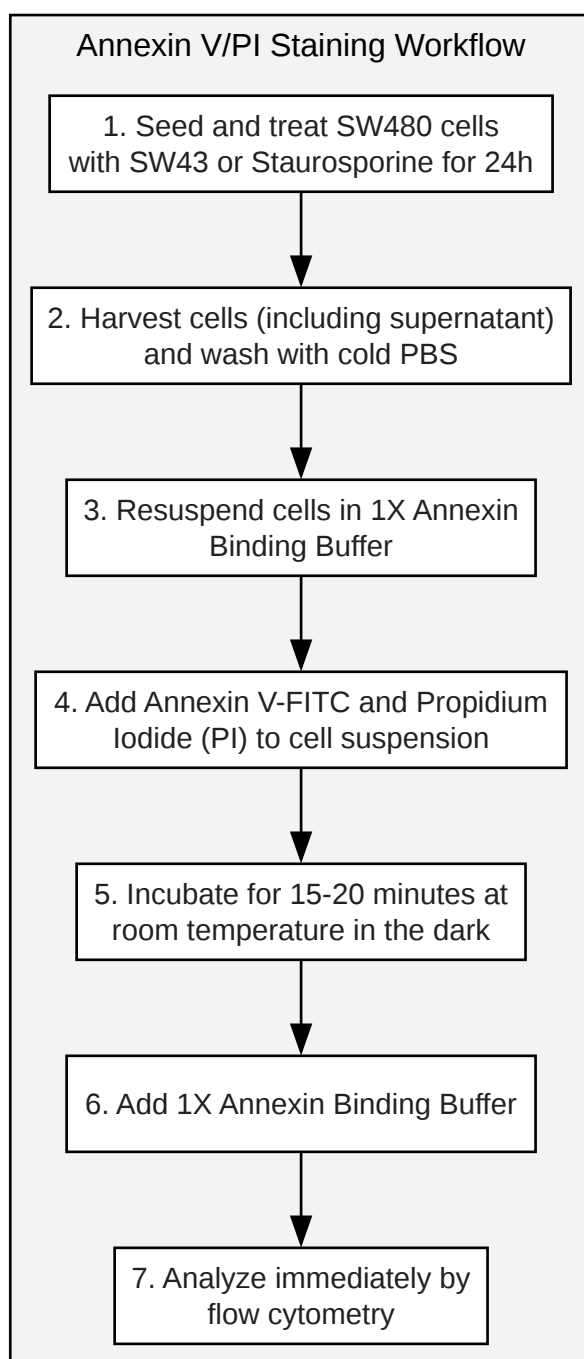 Annexin V/PI Staining Workflow
1. Seed and treat SW480 cells
with SW43 or Staurosporine for 24h
2. Harvest cells (including supernatant)
and wash with cold PBS
3. Resuspend cells in 1X Annexin
Binding Buffer
4. Add Annexin V-FITC and Propidium
Iodide (PI) to cell suspension
5. Incubate for 15-20 minutes at
room temperature in the dark
6. Add 1X Annexin Binding Buffer
7. Analyze immediately by
flow cytometry